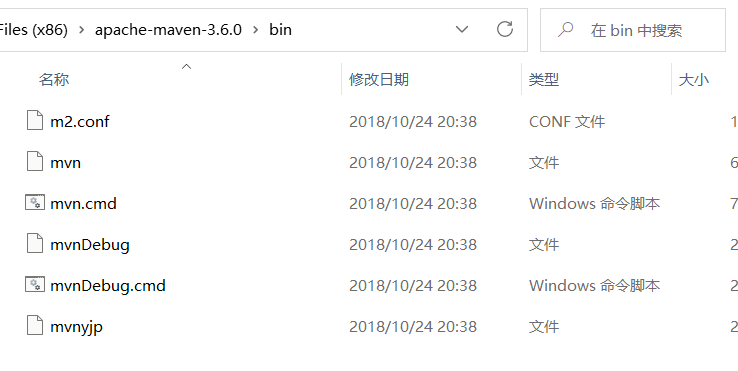 Files (x86) > apache-maven-3.6.0 > bin 在 bin 中搜索
名称 修改日期 类型 大小
m2.conf 2018/10/24 20:38 CONF 文件 1
mvn 2018/10/24 20:38 文件 6
mvn.cmd 2018/10/24 20:38 Windows 命令脚本 7
mvnDebug 2018/10/24 20:38 文件 2
mvnDebug.cmd 2018/10/24 20:38 Windows 命令脚本 2
mvnyjp 2018/10/24 20:38 文件 2